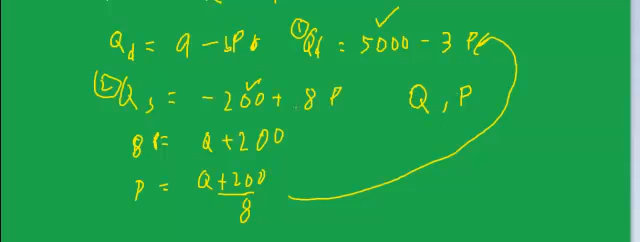 Qd = a - bP ① Qd = 5000 - 3P
② Qs = -200 + 8P Q, P
8P = Q + 200
P = Q + 200
8